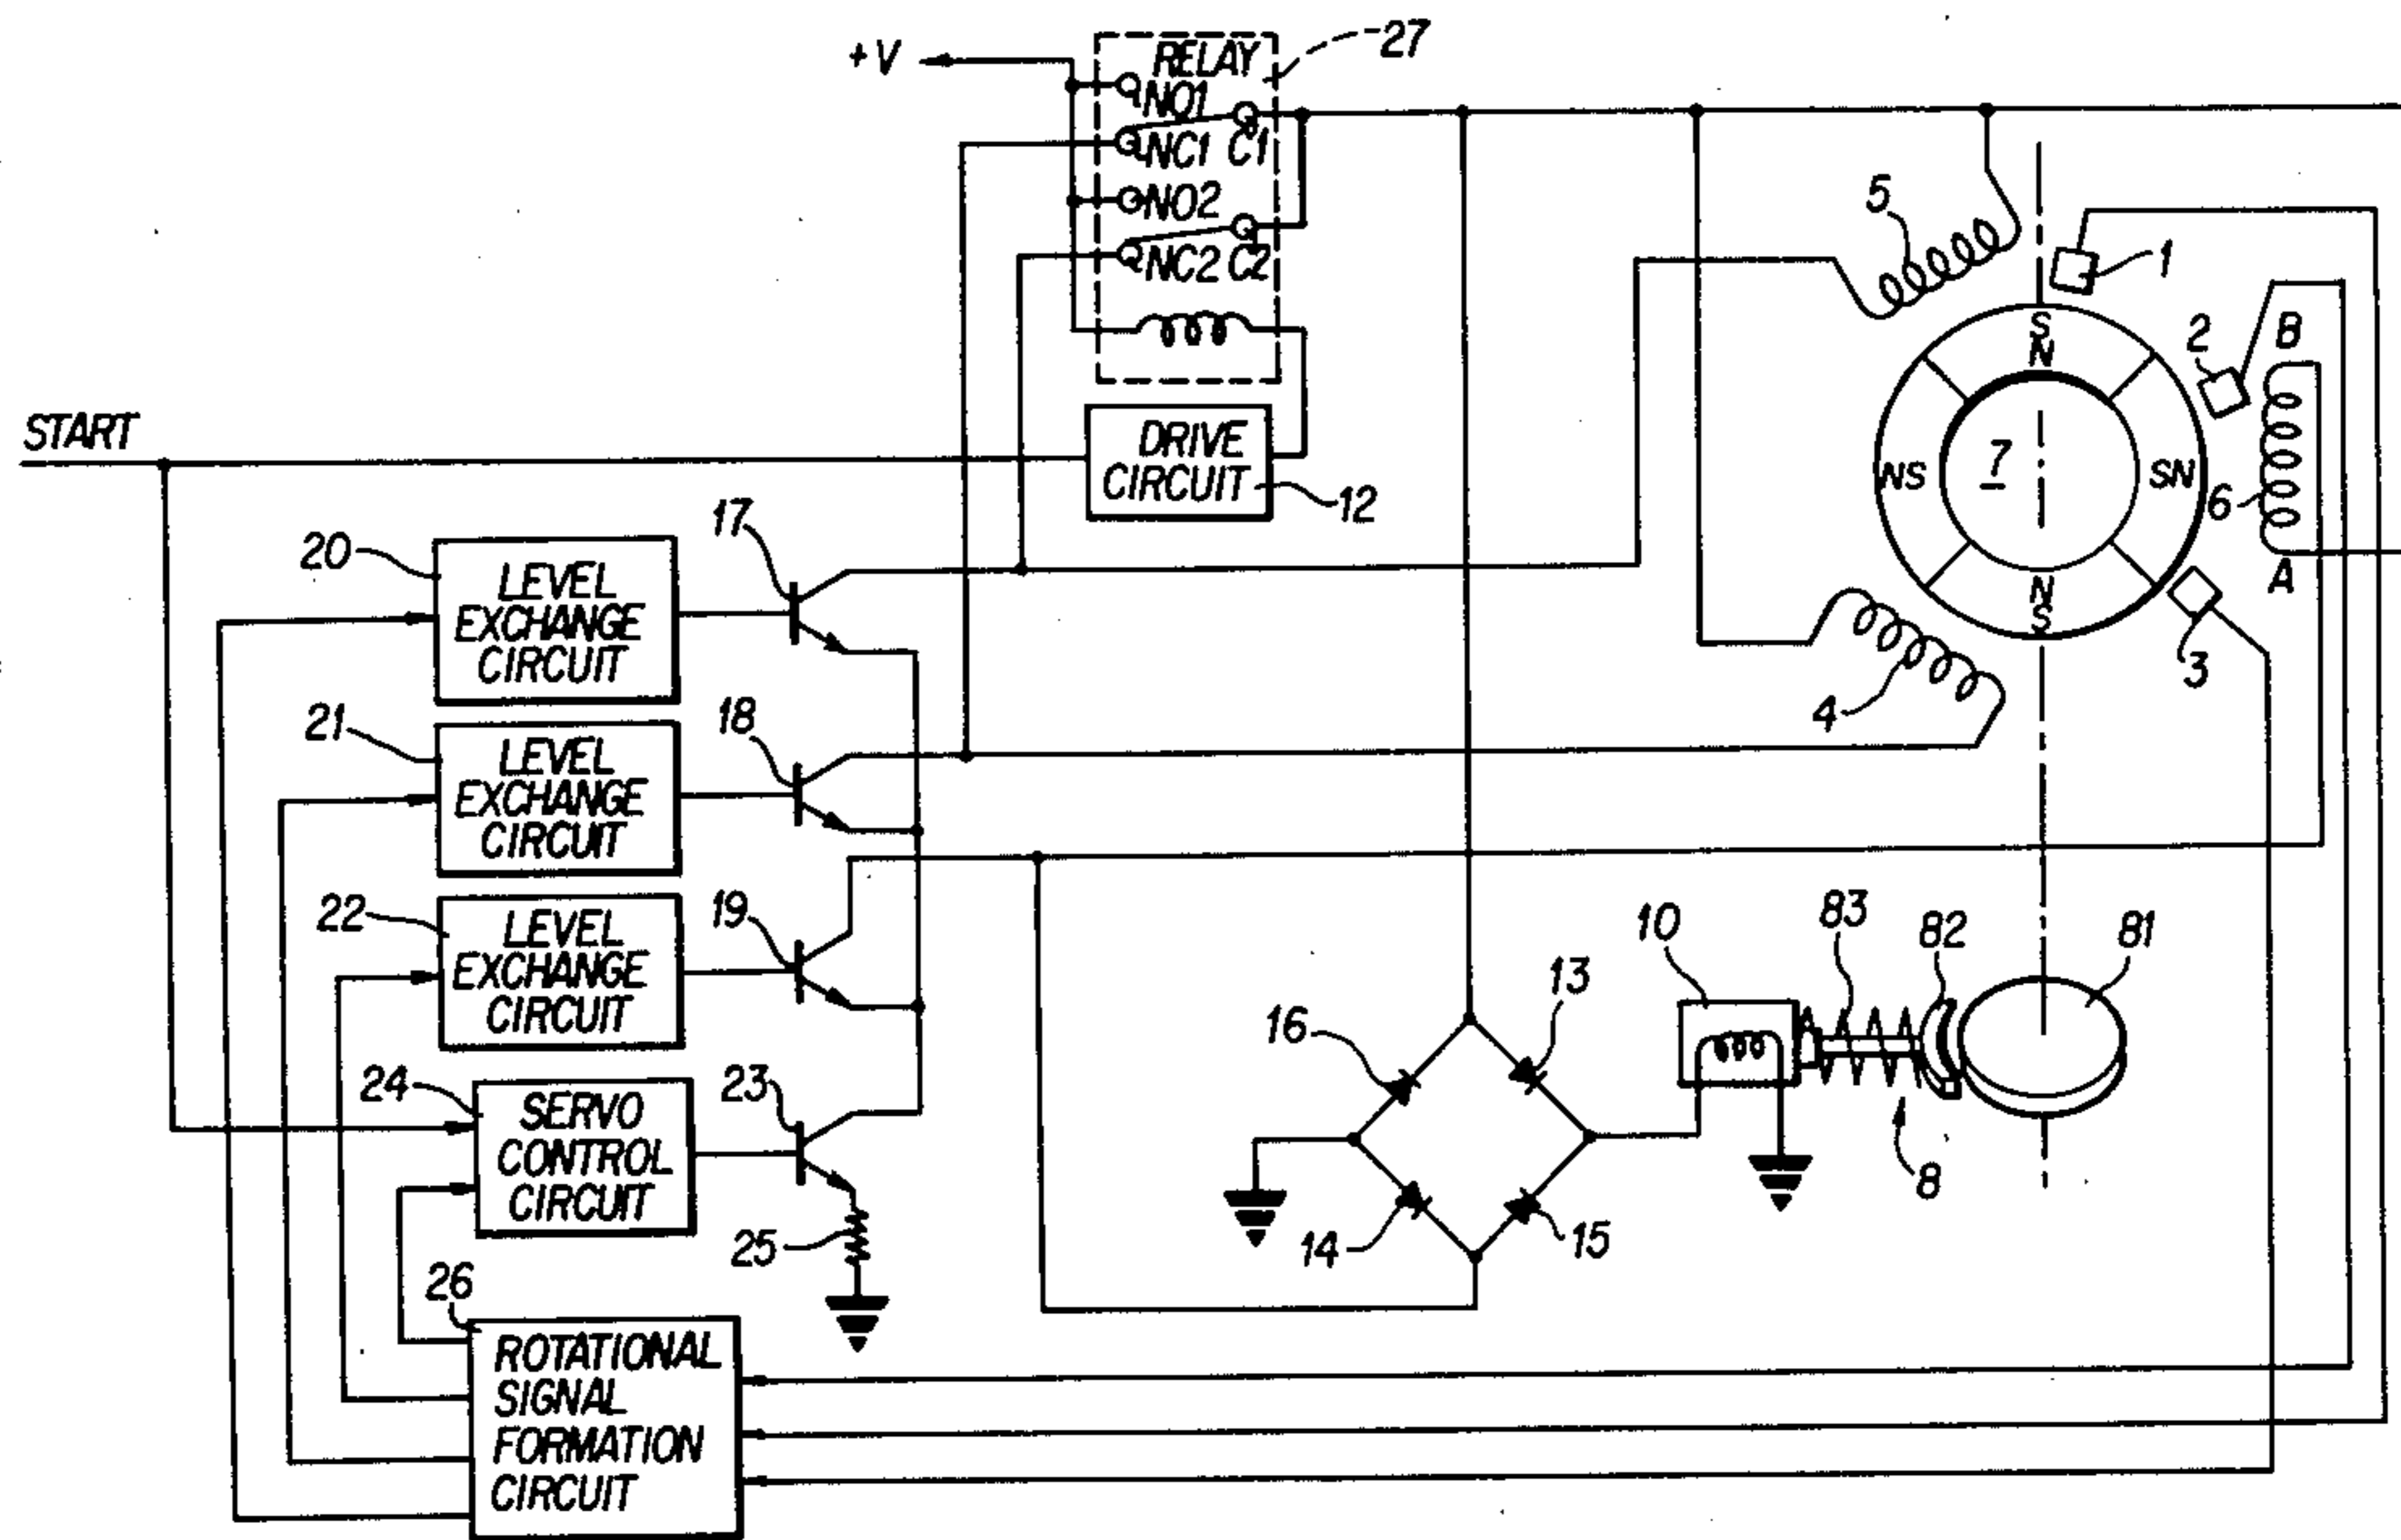 +V
RELAY
27
NO1
NC1 C1
NO2
NC2 C2
START
DRIVE
CIRCUIT
12
5
1
2
B
S
N
7
NS
SN
6
N
S
A
3
4
20
LEVEL
EXCHANGE
CIRCUIT
17
21
LEVEL
EXCHANGE
CIRCUIT
18
22
LEVEL
EXCHANGE
CIRCUIT
19
24
SERVO
CONTROL
CIRCUIT
23
25
26
ROTATIONAL
SIGNAL
FORMATION
CIRCUIT
10
83
82
81
16
13
14
15
8